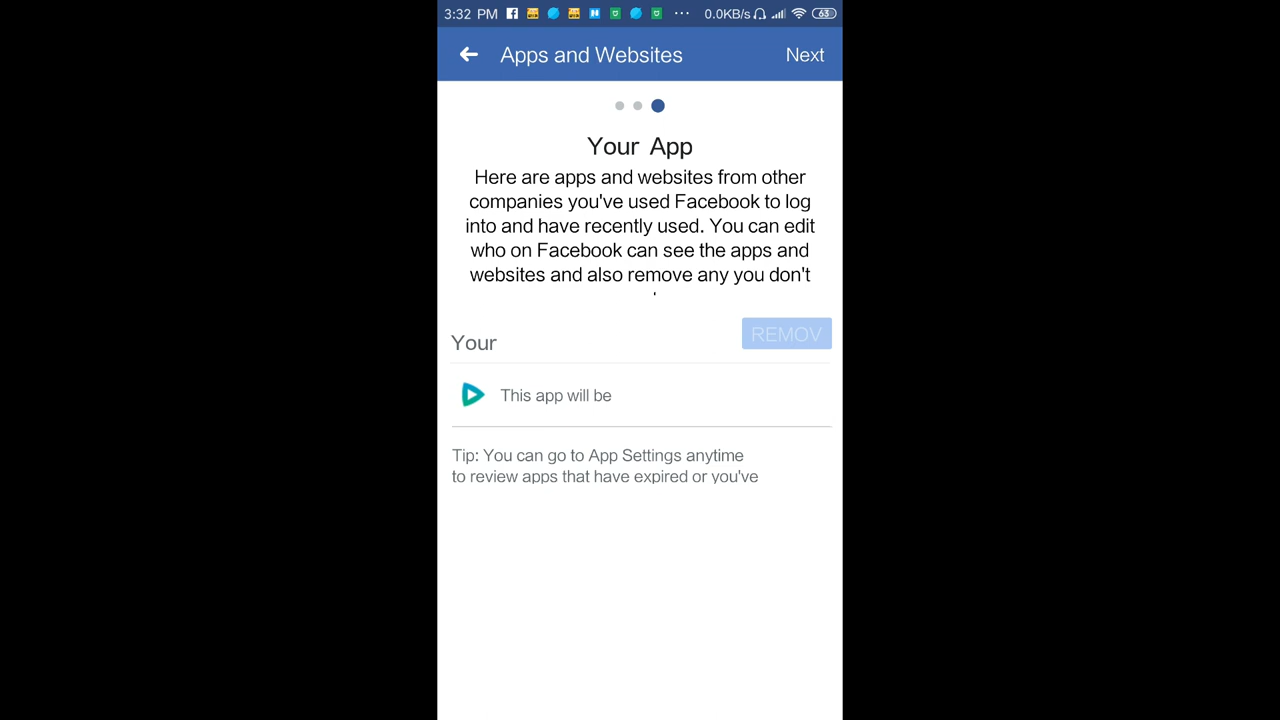 3:32 PM 0.0KB/s 63
Apps and Websites Next
Your App
Here are apps and websites from other
companies you've used Facebook to log
into and have recently used. You can edit
who on Facebook can see the apps and
websites and also remove any you don't
Your REMOV
This app will be
Tip: You can go to App Settings anytime
to review apps that have expired or you've